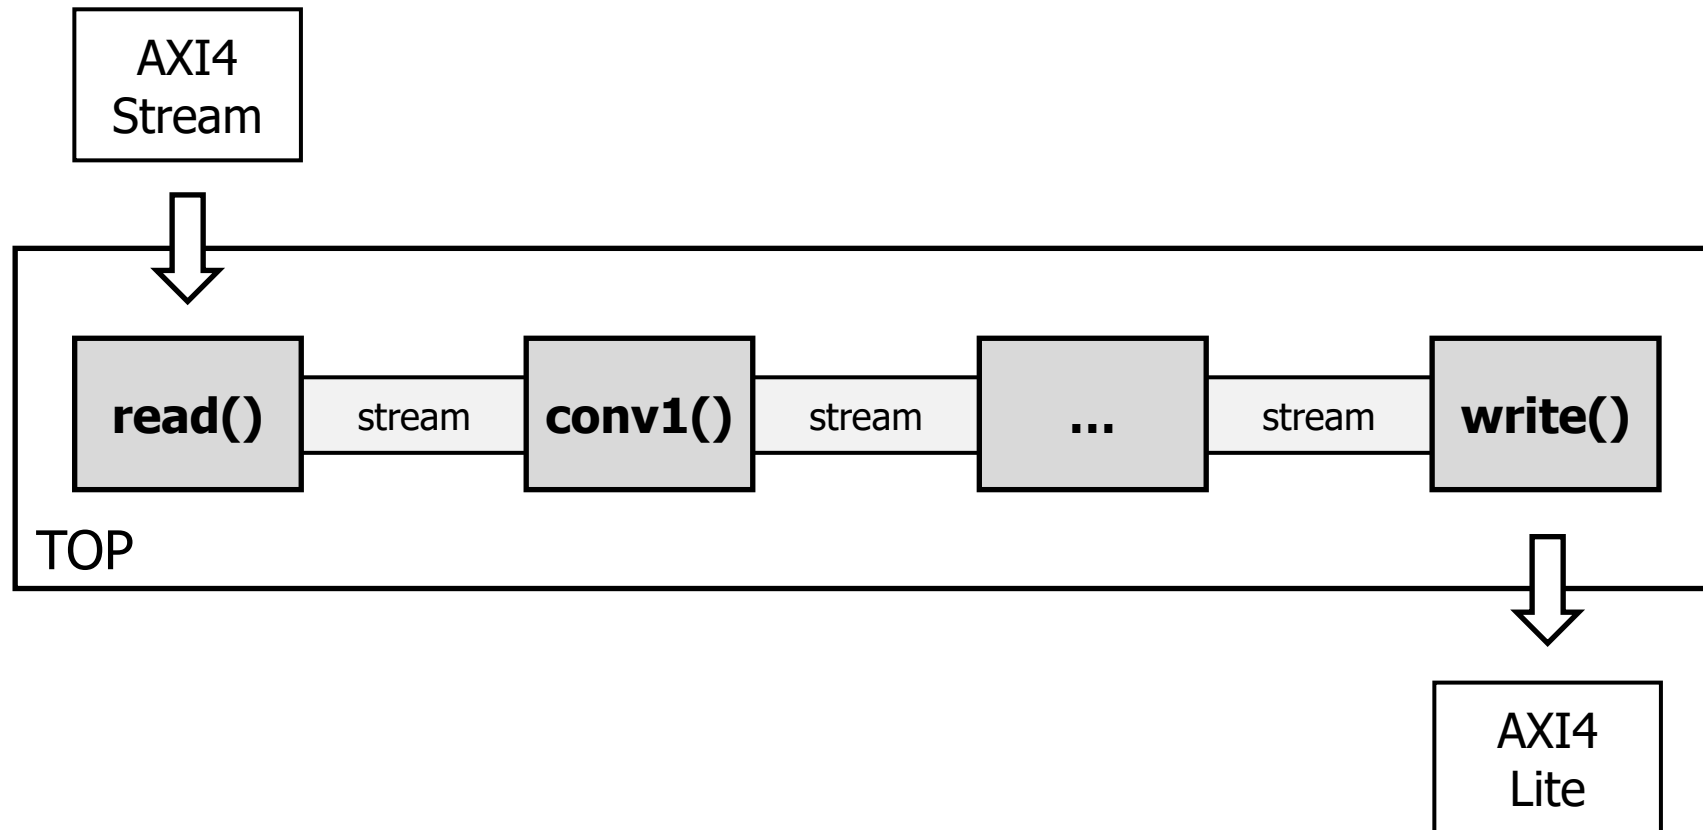 AXI4
Stream
read()
stream
conv1()
stream
...
stream
write()
TOP
AXI4
Lite